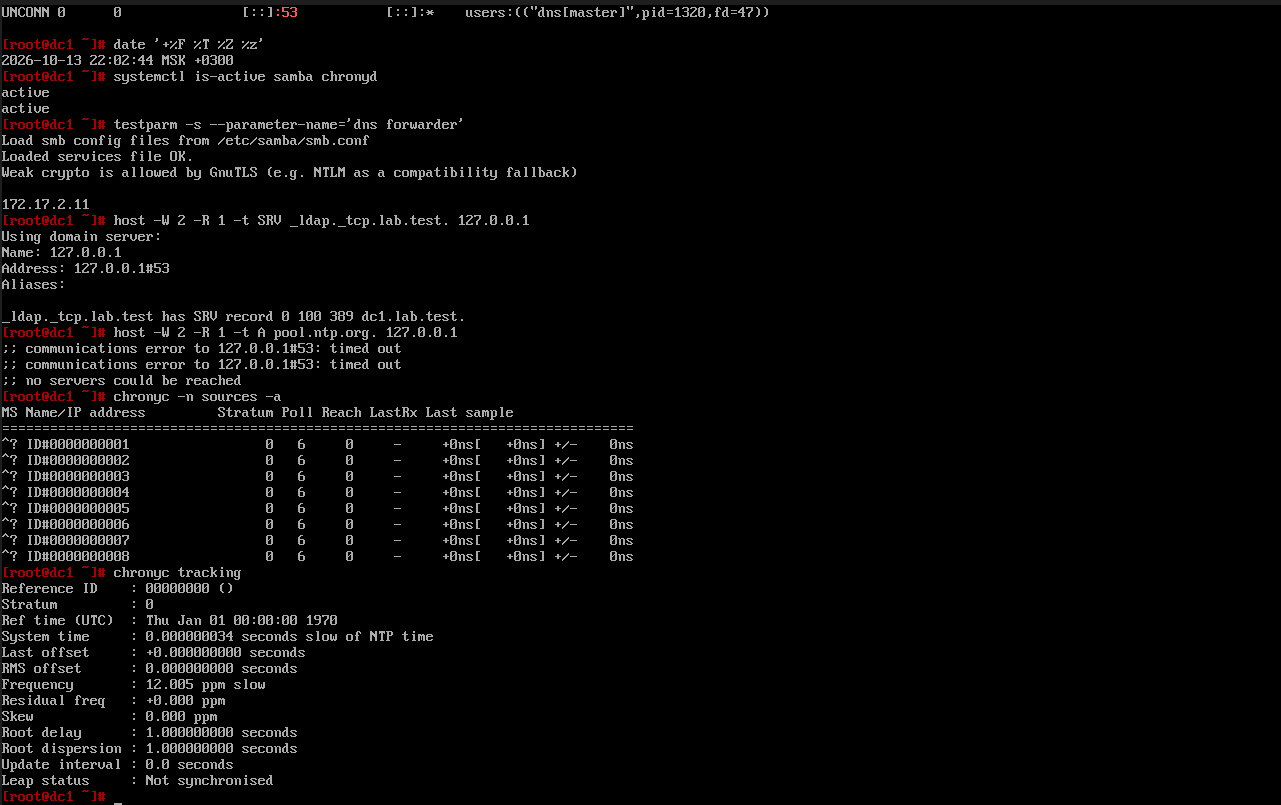 UNCONN 0      0               [::]:53           [::]:*    users:(("dns[master]",pid=1320,fd=47))
[root@dc1 ~]# date '+%F %T %Z %z'
2026-10-13 22:02:44 MSK +0300
[root@dc1 ~]# systemctl is-active samba chronyd
active
active
[root@dc1 ~]# testparm -s --parameter-name='dns forwarder'
Load smb config files from /etc/samba/smb.conf
Loaded services file OK.
Weak crypto is allowed by GnuTLS (e.g. NTLM as a compatibility fallback)
172.17.2.11
[root@dc1 ~]# host -W 2 -R 1 -t SRV _ldap._tcp.lab.test. 127.0.0.1
Using domain server:
Name: 127.0.0.1
Address: 127.0.0.1#53
Aliases:
_ldap._tcp.lab.test has SRV record 0 100 389 dc1.lab.test.
[root@dc1 ~]# host -W 2 -R 1 -t A pool.ntp.org. 127.0.0.1
;; communications error to 127.0.0.1#53: timed out
;; communications error to 127.0.0.1#53: timed out
;; no servers could be reached
[root@dc1 ~]# chronyc -n sources -a
MS Name/IP address         Stratum Poll Reach LastRx Last sample
===============================================================================
^? ID#0000000001                 0   6     0     -     +0ns[   +0ns] +/-    0ns
^? ID#0000000002                 0   6     0     -     +0ns[   +0ns] +/-    0ns
^? ID#0000000003                 0   6     0     -     +0ns[   +0ns] +/-    0ns
^? ID#0000000004                 0   6     0     -     +0ns[   +0ns] +/-    0ns
^? ID#0000000005                 0   6     0     -     +0ns[   +0ns] +/-    0ns
^? ID#0000000006                 0   6     0     -     +0ns[   +0ns] +/-    0ns
^? ID#0000000007                 0   6     0     -     +0ns[   +0ns] +/-    0ns
^? ID#0000000008                 0   6     0     -     +0ns[   +0ns] +/-    0ns
[root@dc1 ~]# chronyc tracking
Reference ID    : 00000000 ()
Stratum         : 0
Ref time (UTC)  : Thu Jan 01 00:00:00 1970
System time     : 0.000000034 seconds slow of NTP time
Last offset     : +0.000000000 seconds
RMS offset      : 0.000000000 seconds
Frequency       : 12.005 ppm slow
Residual freq   : +0.000 ppm
Skew            : 0.000 ppm
Root delay      : 1.000000000 seconds
Root dispersion : 1.000000000 seconds
Update interval : 0.0 seconds
Leap status     : Not synchronised
[root@dc1 ~]# _